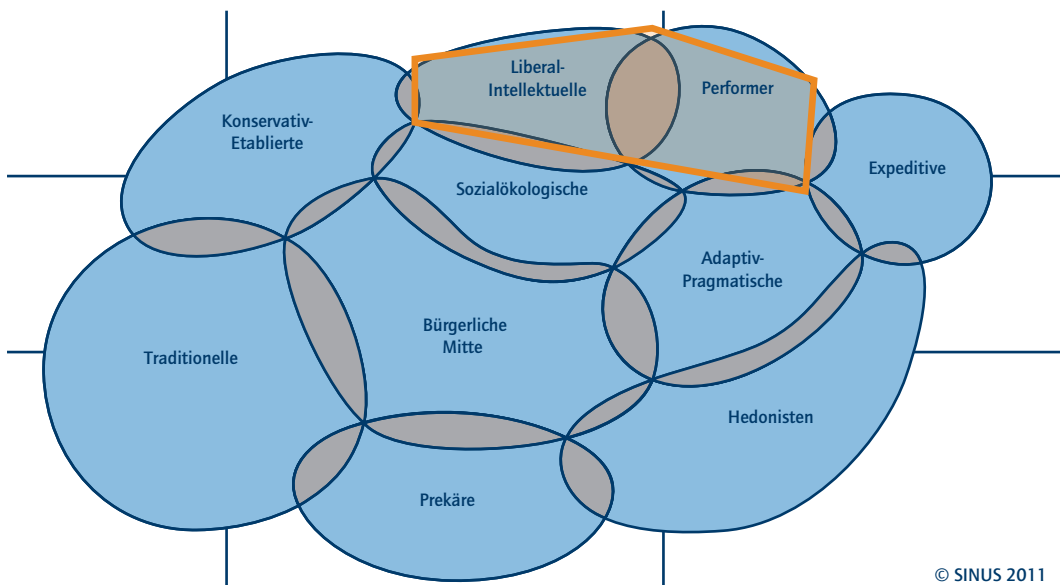 Liberal-
Intellektuelle
Performer
Konservativ-
Etablierte
Expeditive
Sozialökologische
Adaptiv-
Pragmatische
Bürgerliche
Mitte
Traditionelle
Hedonisten
Prekäre
© SINUS 2011